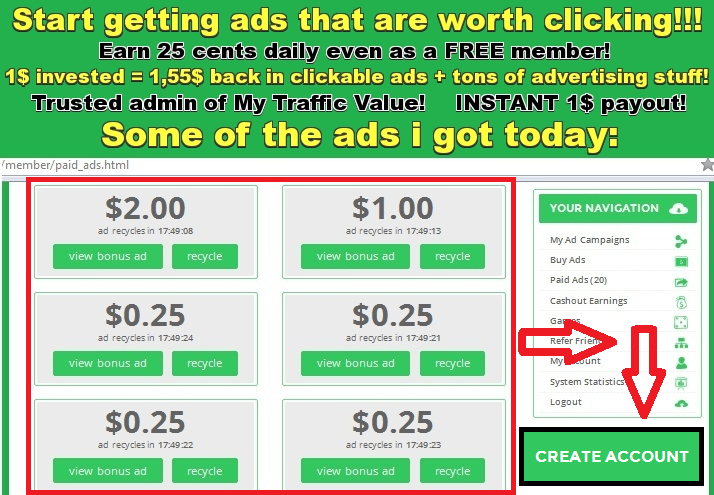 Start getting ads that are worth clicking!!!
Earn 25 cents daily even as a FREE member!
1$ invested = 1,55$ back in clickable ads + tons of advertising stuff!
Trusted admin of My Traffic Value! INSTANT 1$ payout!
Some of the ads i got today:
/member/paid_ads.html
$2.00
ad recycles in 17:49:08
view bonus ad recycle
$1.00
ad recycles in 17:49:13
view bonus ad recycle
$0.25
ad recycles in 17:49:24
view bonus ad recycle
$0.25
ad recycles in 17:49:21
view bonus ad recycle
$0.25
ad recycles in 17:49:22
view bonus ad recycle
$0.25
ad recycles in 17:49:23
view bonus ad recycle
YOUR NAVIGATION
My Ad Campaigns
Buy Ads
Paid Ads (20)
Cashout Earnings
Games
Refer Friends
My Account
System Statistics
Logout
CREATE ACCOUNT